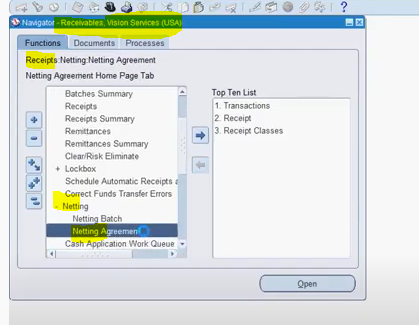 Navigator - Receivables, Vision Services (USA)
Functions
Documents
Processes
Receipts:Netting:Netting Agreement
Netting Agreement Home Page Tab
Batches Summary
Receipts
Receipts Summary
Remittances
Remittances Summary
Clear/Risk Eliminate
+ Lockbox
Schedule Automatic Receipts a
Correct Funds Transfer Errors
- Netting
Netting Batch
Netting Agreement
Cash Application Work Queue
Top Ten List
1. Transactions
2. Receipt
3. Receipt Classes
Open